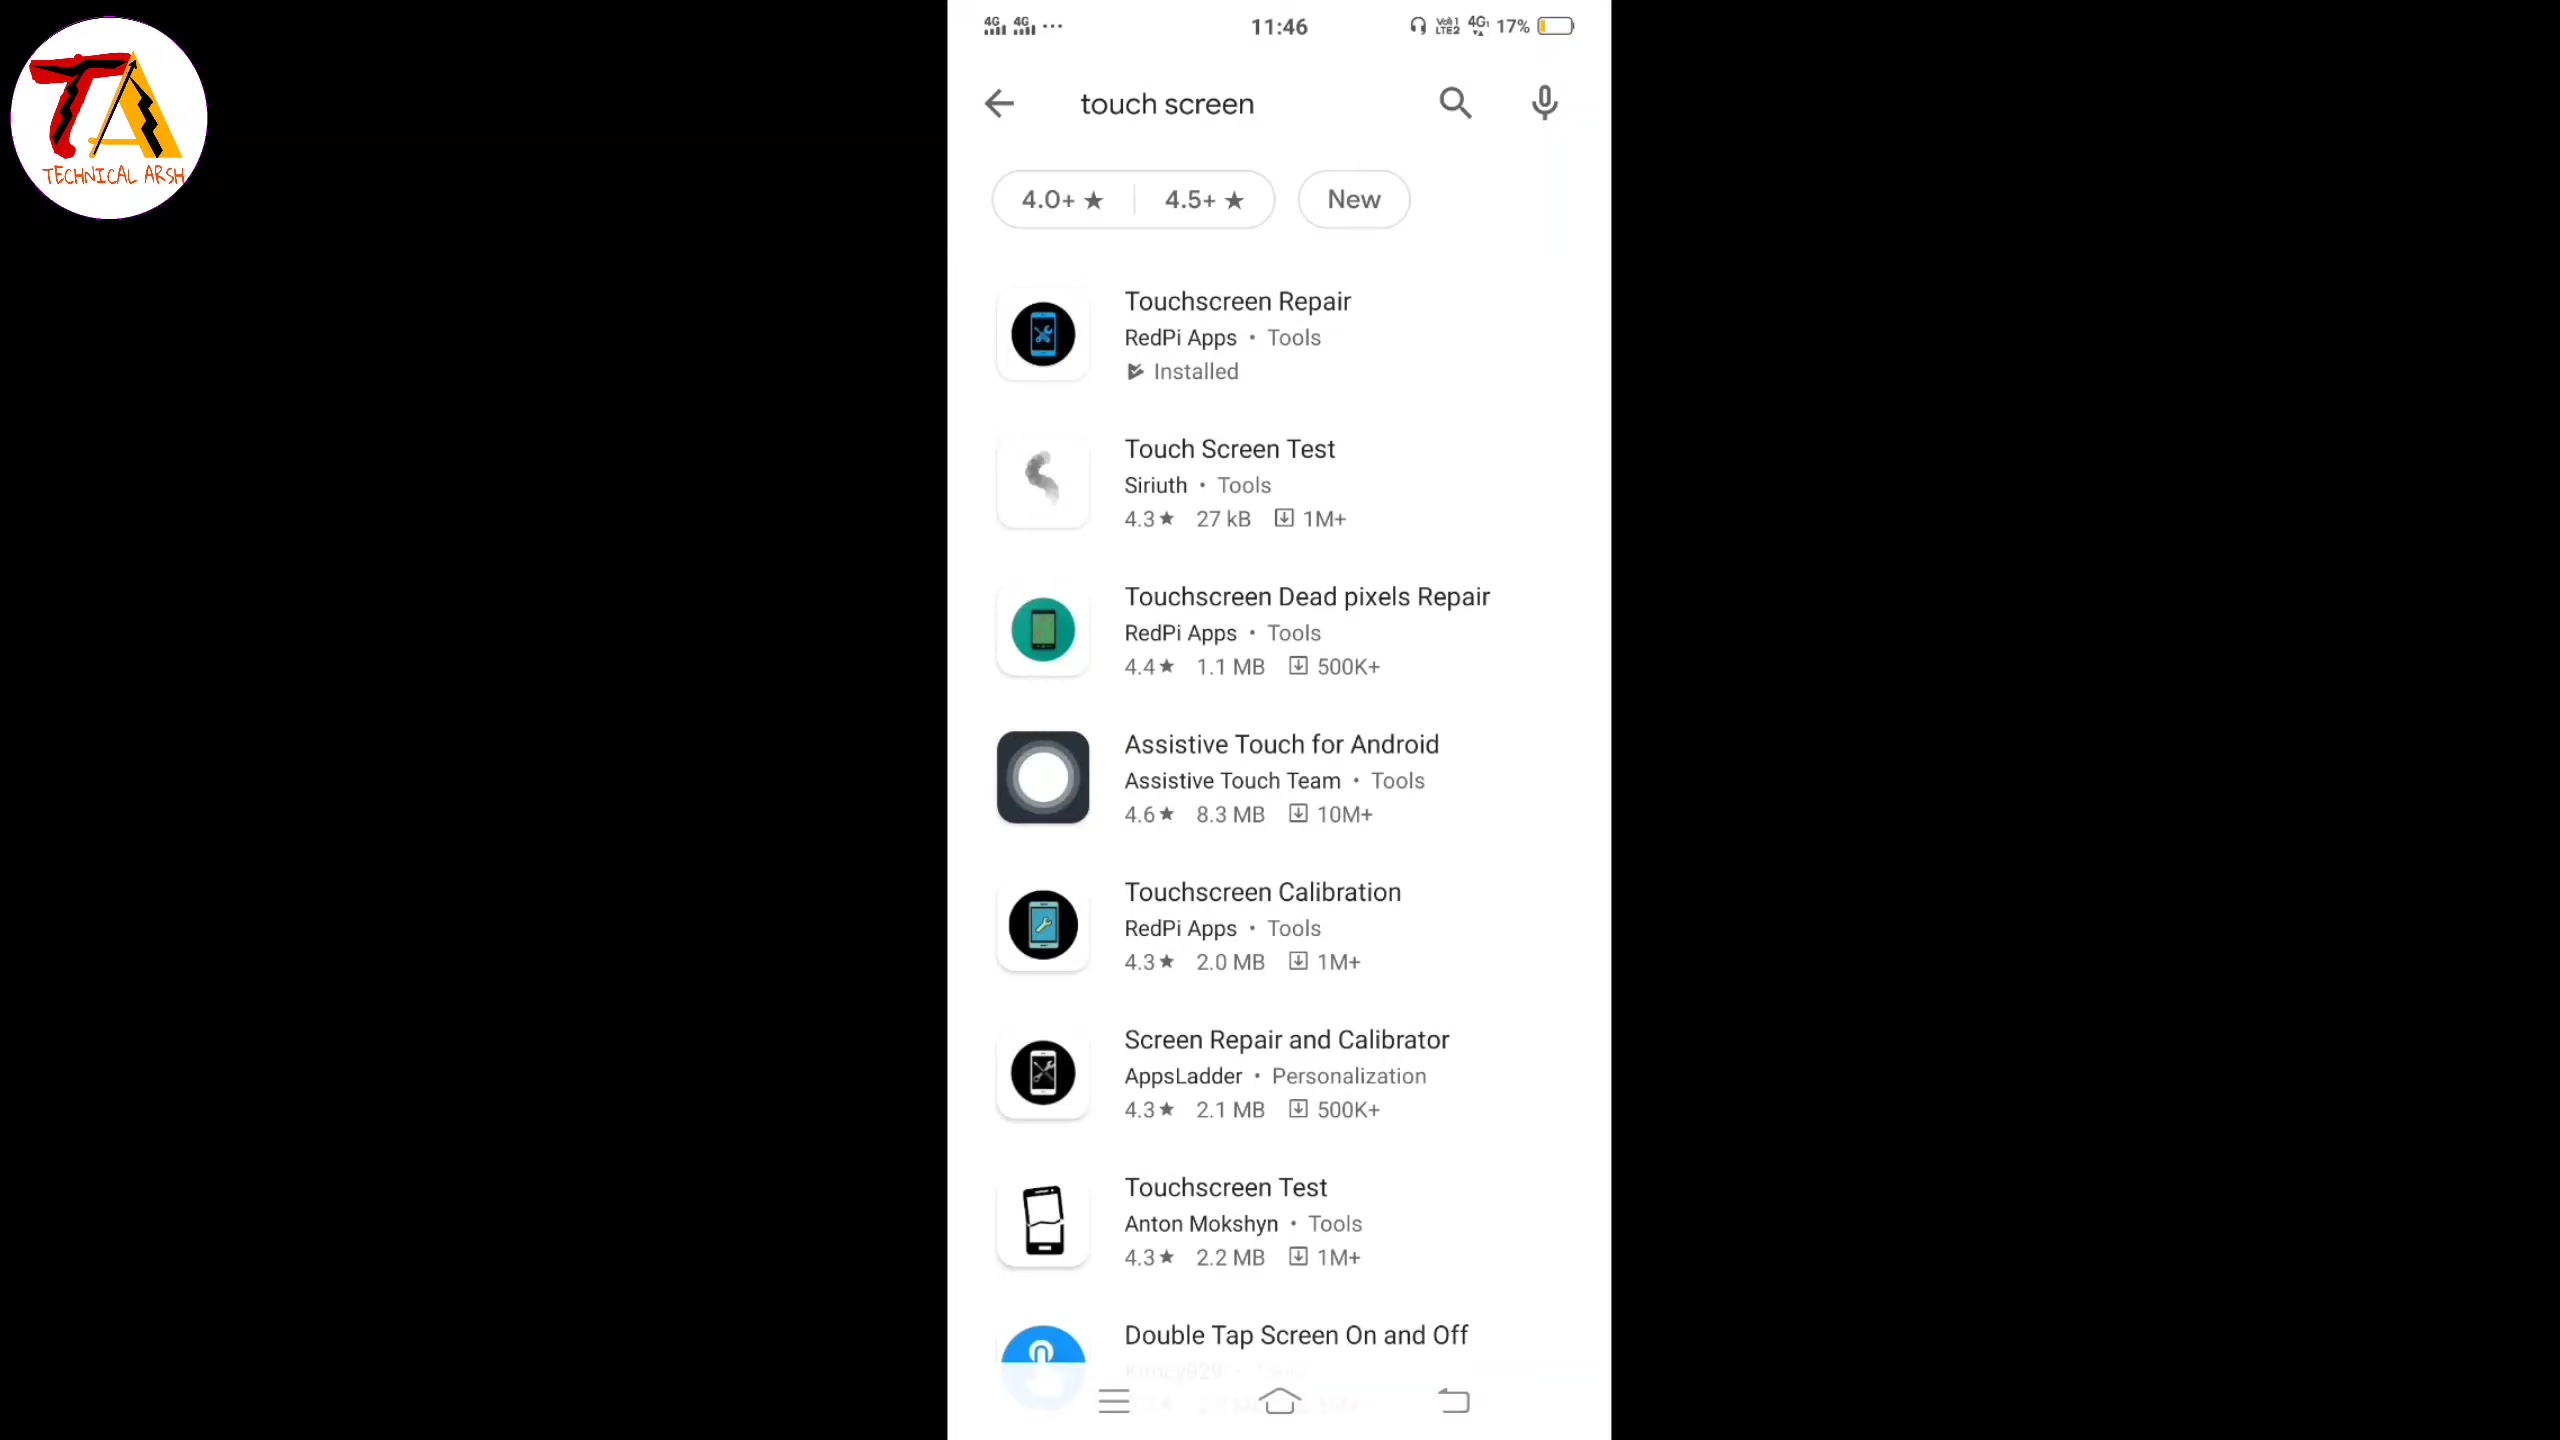 TA
TECHNICAL ARSH
4G 4G ... 11:46 4G 17%
touch screen
4.0+ ★ 4.5+ ★ New
Touchscreen Repair
RedPi Apps • Tools
Installed
Touch Screen Test
Siriuth • Tools
4.3★ 27 kB 1M+
Touchscreen Dead pixels Repair
RedPi Apps • Tools
4.4★ 1.1 MB 500K+
Assistive Touch for Android
Assistive Touch Team • Tools
4.6★ 8.3 MB 10M+
Touchscreen Calibration
RedPi Apps • Tools
4.3★ 2.0 MB 1M+
Screen Repair and Calibrator
AppsLadder • Personalization
4.3★ 2.1 MB 500K+
Touchscreen Test
Anton Mokshyn • Tools
4.3★ 2.2 MB 1M+
Double Tap Screen On and Off